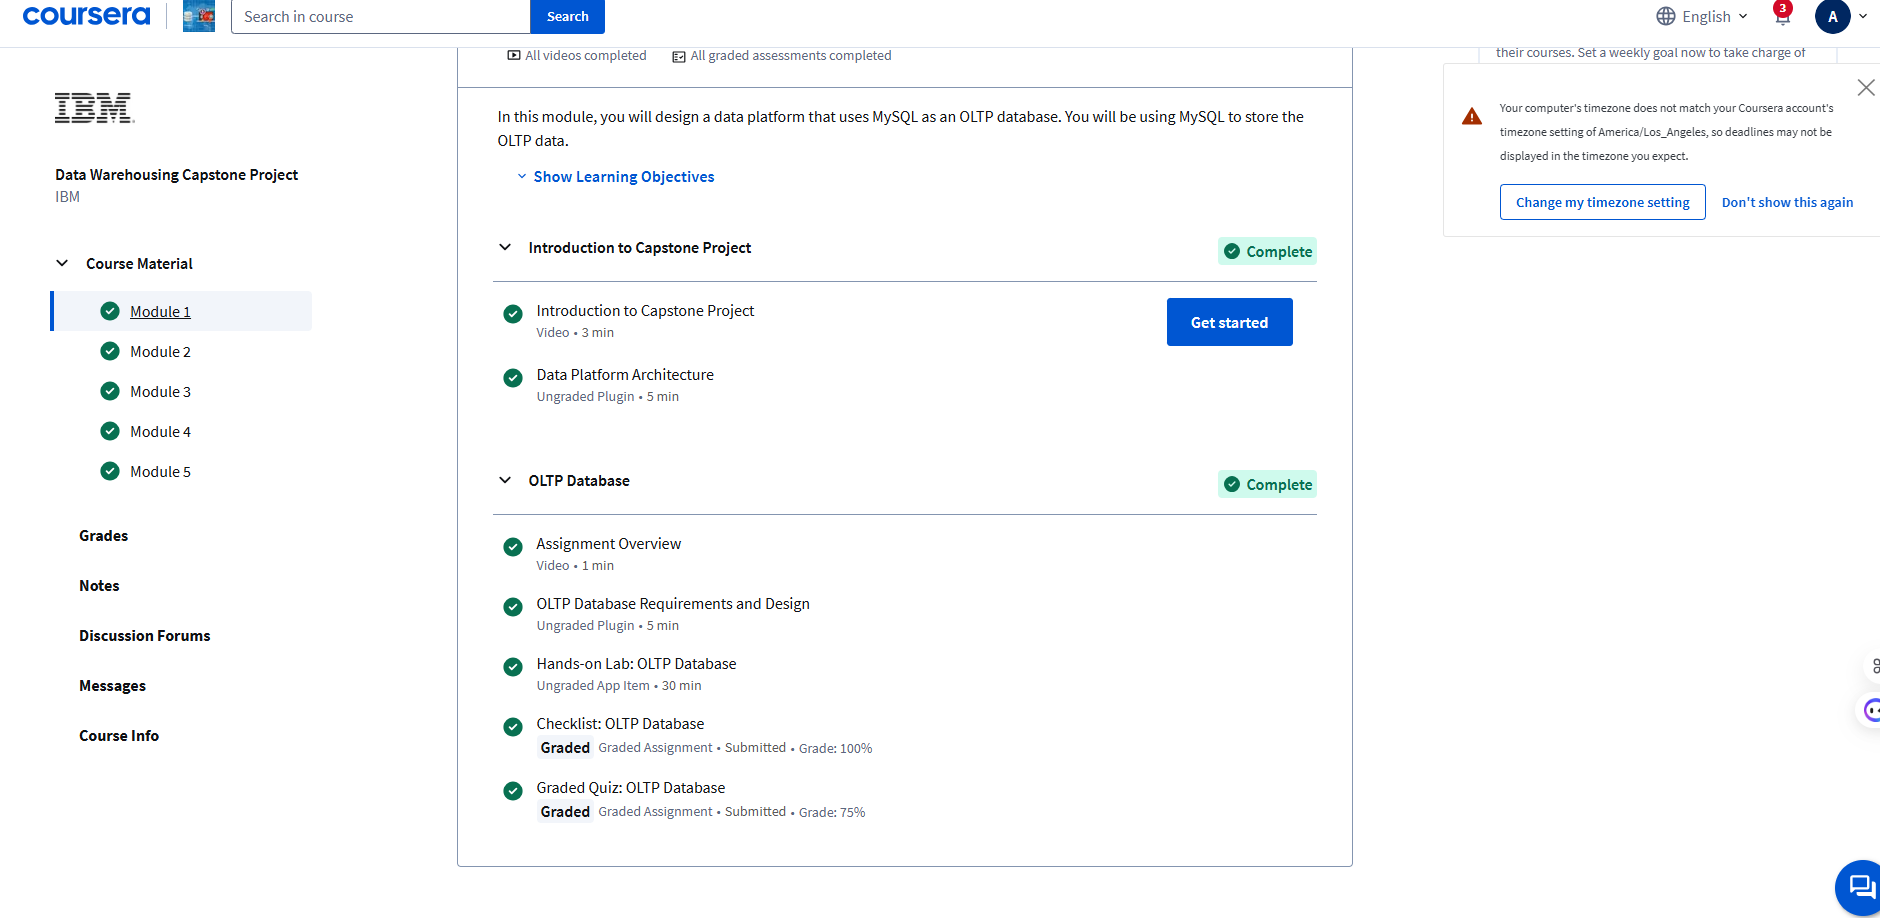 coursera
Search in course
Search
English
3
A
All videos completed
All graded assessments completed
their courses. Set a weekly goal now to take charge of
Your computer's timezone does not match your Coursera account's
timezone setting of America/Los_Angeles, so deadlines may not be
displayed in the timezone you expect.
Change my timezone setting
Don't show this again
IBM
Data Warehousing Capstone Project
IBM
Course Material
Module 1
Module 2
Module 3
Module 4
Module 5
Grades
Notes
Discussion Forums
Messages
Course Info
In this module, you will design a data platform that uses MySQL as an OLTP database. You will be using MySQL to store the
OLTP data.
Show Learning Objectives
Introduction to Capstone Project
Complete
Introduction to Capstone Project
Video • 3 min
Get started
Data Platform Architecture
Ungraded Plugin • 5 min
OLTP Database
Complete
Assignment Overview
Video • 1 min
OLTP Database Requirements and Design
Ungraded Plugin • 5 min
Hands-on Lab: OLTP Database
Ungraded App Item • 30 min
Checklist: OLTP Database
Graded Graded Assignment • Submitted • Grade: 100%
Graded Quiz: OLTP Database
Graded Graded Assignment • Submitted • Grade: 75%